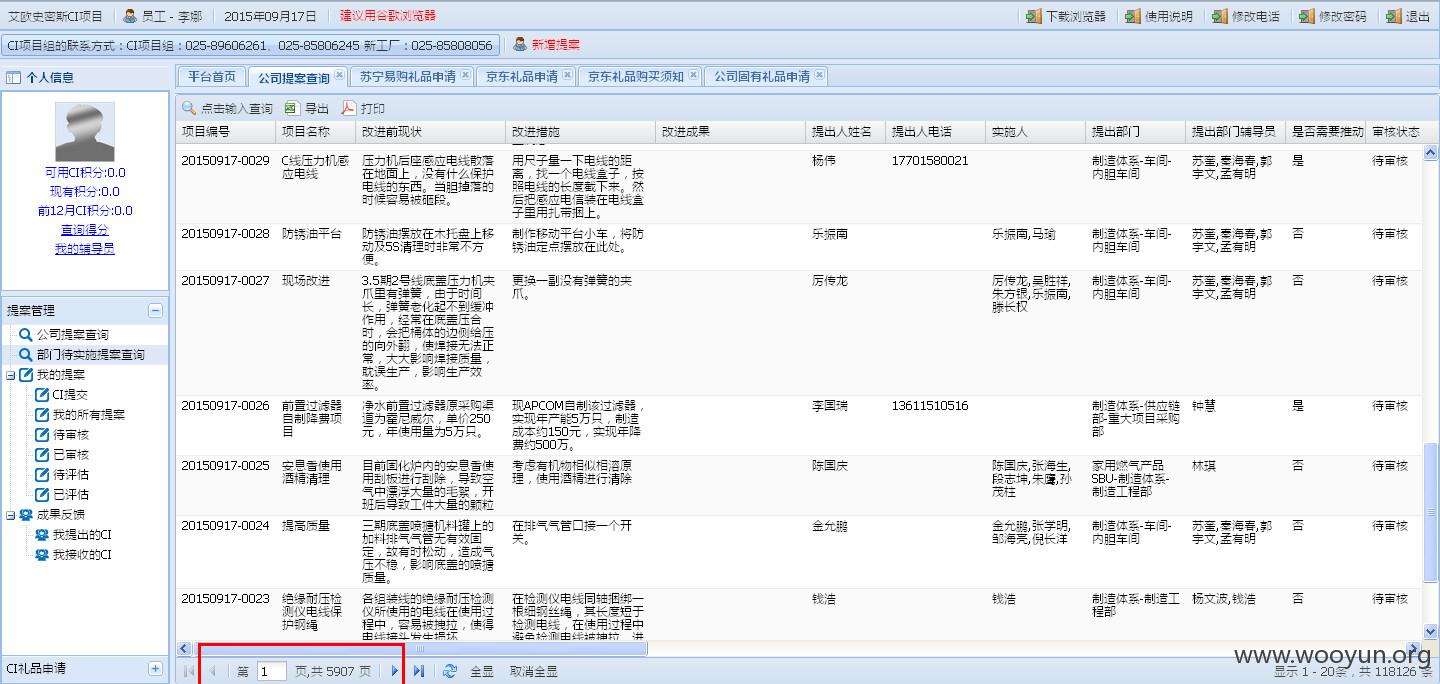 艾欧史密斯CI项目 员工 - 李娜 2015年09月17日 建议用谷歌浏览器 下载浏览器 使用说明 修改电话 修改密码 退出
CI项目组的联系方式：CI项目组：025-89606261、025-85806245 新工厂：025-85808056 新增提案
个人信息
可用CI积分:0.0
现有积分:0.0
前12月CI积分:0.0
查询得分
我的辅导员
提案管理
公司提案查询
部门待实施提案查询
我的提案
CI提交
我的所有提案
待审核
已审核
待评估
已评估
成果反馈
我提出的CI
我接收的CI
CI礼品申请
平台首页 公司提案查询 苏宁易购礼品申请 京东礼品申请 京东礼品购买须知 公司固有礼品申请
点击输入查询 导出 打印
项目编号 项目名称 改进前现状 改进措施 改进成果 提出人姓名 提出人电话 实施人 提出部门 提出部门辅导员 是否需要推动 审核状态
20150917-0029
C线压力机感
应电线
压力机后座感应电线散落
在地面上，没有什么保护
电线的东西。当胆掉落的
时候容易被砸段。
用尺子量一下电线的距
离，找一个电线盒子，按
照电线的长度截下来。然
后把感应电信装在电线盒
子里用扎带捆上。
杨伟
17701580021
制造体系-车间-
内胆车间
苏奎,秦海春,郭
宇文,孟有明
是
待审核
20150917-0028
防锈油平台
防锈油摆放在木托盘上移
动及5S清理时非常不方
便。
制作移动平台小车，将防
锈油定点摆放在此处。
乐振南
乐振南,马瑜
制造体系-车间-
内胆车间
苏奎,秦海春,郭
宇文,孟有明
否
待审核
20150917-0027
现场改进
3.5期2号线底盖压力机夹
爪里有弹簧，由于时间
长，弹簧老化起不到缓冲
作用，经常在底盖压合
时，会把桶体的边侧给压
的向外翻，使焊接无法正
常，大大影响焊接质量，
耽误生产，影响生产效
率。
更换一副没有弹簧的夹
爪。
厉传龙
厉传龙,吴胜祥,
朱方银,乐振南,
滕长权
制造体系-车间-
内胆车间
苏奎,秦海春,郭
宇文,孟有明
否
待审核
20150917-0026
前置过滤器
自制降费项
目
净水前置过滤器原采购渠
道为霍尼威尔，单价250
元，年使用量为5万只。
现APCOM自制该过滤器，
实现年产能5万只，制造
成本约150元，实现年降
费约500万。
李国瑞
13611510516
制造体系-供应链
部-重大项目采购
部
钟慧
是
待审核
20150917-0025
安息香使用
酒精清理
目前固化炉内的安息香使
用刮板进行刮除，导致空
气中漂浮大量的毛絮，开
班后导致工件大量的颗粒
考虑有机物相似相溶原
理，使用酒精进行清除
陈国庆
陈国庆,张海生,
段志坤,朱鹰,孙
茂柱
家用燃气产品
SBU-制造体系-
制造工程部
林琪
否
待审核
20150917-0024
提高质量
三期底盖喷搪机料罐上的
加料排气气管无有效固
定，故有时松动，造成气
压不稳，影响底盖的喷搪
质量。
在排气气管口接一个开
关。
金允鹏
金允鹏,张学明,
邹海亮,倪长洋
制造体系-车间-
内胆车间
苏奎,秦海春,郭
宇文,孟有明
否
待审核
20150917-0023
绝缘耐压检
测仪电线保
护钢绳
各组装线的绝缘耐压检测
仪所使用的电线在使用过
程中，容易被拽拉，使得
电线接头发生损坏
在检测仪电线同轴捆绑一
根细钢丝绳，其长度短于
检测电线，在使用过程中
避免检测电线被拽拉，进
钱浩
钱浩
制造体系-制造工
程部
杨文波,钱浩
否
待审核
第 1 页,共 5907 页 全显 取消全显 显示 1 - 20条，共 118126 条
www.wooyun.org